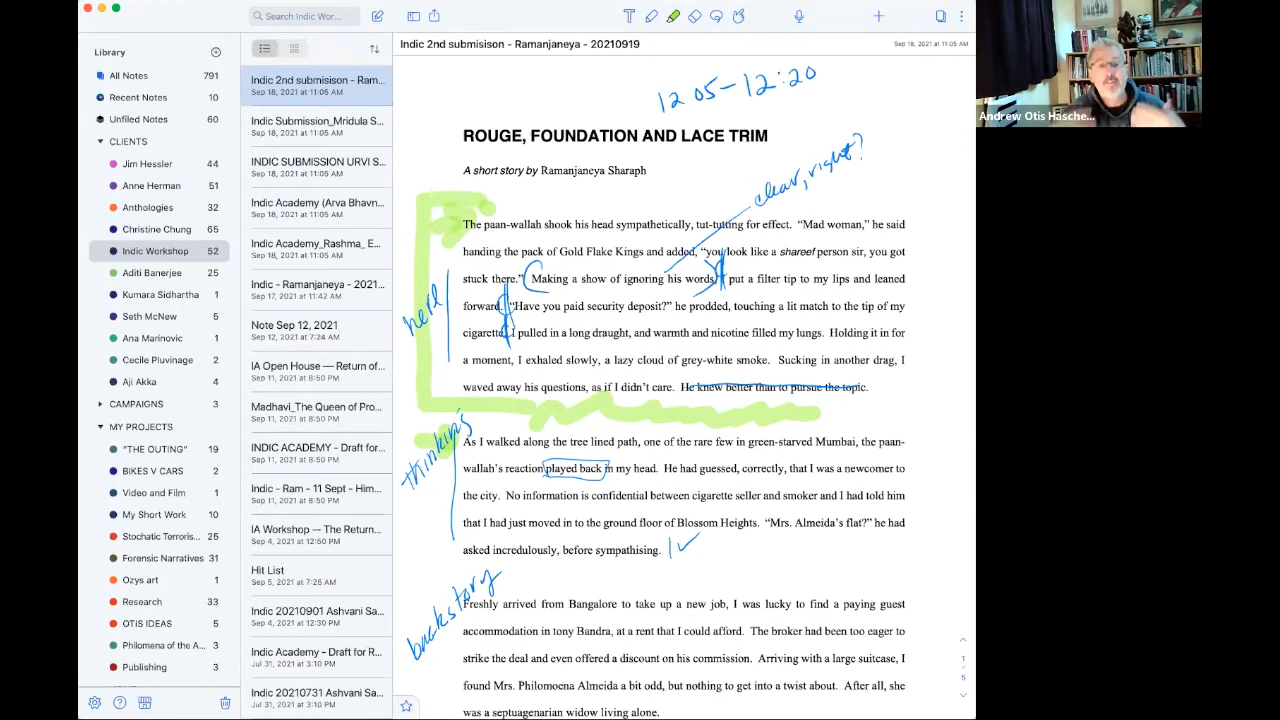 Search Indic Wor...
Indic 2nd submisison - Ramanjaneya - 20210919
Sep 18, 2021 at 11:05 AM
Library
All Notes 791
Recent Notes 10
Unfiled Notes 60
CLIENTS
Jim Hessler 44
Anne Herman 51
Anthologies 32
Christine Chung 65
Indic Workshop 52
Aditi Banerjee 25
Kumara Sidhartha 1
Seth McNew 5
Ana Marinovic 1
Cecile Pluvinage 2
Aji Akka 4
CAMPAIGNS 3
MY PROJECTS
"THE OUTING" 9
BIKES V CARS 2
Video and Film 1
My Short Work 10
Stochatic Terroris... 25
Forensic Narratives 31
Ozys art 1
Research 33
OTIS IDEAS 5
Philomena of the A... 3
Publishing 3
Indic 2nd submisison - Ram...
Sep 18, 2021 at 11:05 AM
Indic Submission_Mridula S...
Sep 18, 2021 at 11:05 AM
INDIC SUBMISSION URVI S...
Sep 18, 2021 at 11:05 AM
Indic Academy (Arva Bhavn...
Sep 18, 2021 at 11:05 AM
Indic Academy_Rashma_ E...
Sep 18, 2021 at 11:05 AM
Indic - Ramanjaneya - 2021...
Sep 17, 2021 at 11:42 AM
Note Sep 12, 2021
Sep 12, 2021 at 7:24 AM
IA Open House — Return of...
Sep 11, 2021 at 8:50 PM
Madhavi_The Queen of Pro...
Sep 11, 2021 at 8:50 PM
INDIC ACADEMY - Draft for...
Sep 11, 2021 at 8:50 PM
Indic - Ram - 11 Sept - Him...
Sep 11, 2021 at 8:50 PM
IA Workshop -- The Return...
Sep 4, 2021 at 12:50 PM
Hit List
Sep 5, 2021 at 7:26 AM
Indic 20210901 Ashvani Sa...
Sep 4, 2021 at 12:30 PM
Indic Academy - Draft for R...
Jul 31, 2021 at 3:10 PM
Indic 20210731 Ashvani Sa...
Jul 31, 2021 at 3:10 PM
12 05 - 12:20
ROUGE, FOUNDATION AND LACE TRIM
clear, right?
A short story by Ramanjaneya Sharaph
The paan-wallah shook his head sympathetically, tut-tutting for effect. "Mad woman," he said
handing the pack of Gold Flake Kings and added, "you look like a shareef person sir, you got
stuck there." Making a show of ignoring his words, I put a filter tip to my lips and leaned
forward. "Have you paid security deposit?" he prodded, touching a lit match to the tip of my
here
cigarette. I pulled in a long draught, and warmth and nicotine filled my lungs. Holding it in for
a moment, I exhaled slowly, a lazy cloud of grey-white smoke. Sucking in another drag, I
waved away his questions, as if I didn't care. He knew better than to pursue the topic.
thinking
As I walked along the tree lined path, one of the rare few in green-starved Mumbai, the paan-
wallah's reaction played back in my head. He had guessed, correctly, that I was a newcomer to
the city. No information is confidential between cigarette seller and smoker and I had told him
that I had just moved in to the ground floor of Blossom Heights. "Mrs. Almeida's flat?" he had
asked incredulously, before sympathising.
backstory
Freshly arrived from Bangalore to take up a new job, I was lucky to find a paying guest
accommodation in tony Bandra, at a rent that I could afford. The broker had been too eager to
strike the deal and even offered a discount on his commission. Arriving with a large suitcase, I
found Mrs. Philomoena Almeida a bit odd, but nothing to get into a twist about. After all, she
was a septuagenarian widow living alone.
1
5
Andrew Otis Hasche...